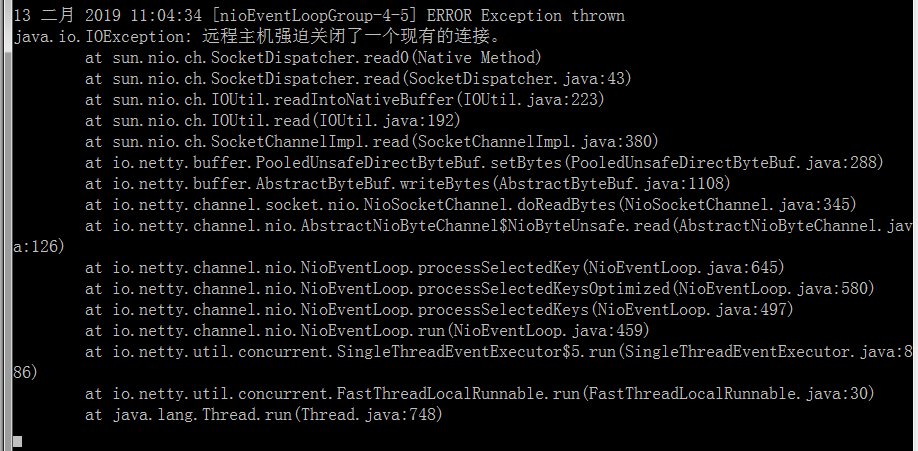 13 二月 2019 11:04:34 [nioEventLoopGroup-4-5] ERROR Exception thrown
java.io.IOException: 远程主机强迫关闭了一个现有的连接。
        at sun.nio.ch.SocketDispatcher.read0(Native Method)
        at sun.nio.ch.SocketDispatcher.read(SocketDispatcher.java:43)
        at sun.nio.ch.IOUtil.readIntoNativeBuffer(IOUtil.java:223)
        at sun.nio.ch.IOUtil.read(IOUtil.java:192)
        at sun.nio.ch.SocketChannelImpl.read(SocketChannelImpl.java:380)
        at io.netty.buffer.PooledUnsafeDirectByteBuf.setBytes(PooledUnsafeDirectByteBuf.java:288)
        at io.netty.buffer.AbstractByteBuf.writeBytes(AbstractByteBuf.java:1108)
        at io.netty.channel.socket.nio.NioSocketChannel.doReadBytes(NioSocketChannel.java:345)
        at io.netty.channel.nio.AbstractNioByteChannel$NioByteUnsafe.read(AbstractNioByteChannel.jav
a:126)
        at io.netty.channel.nio.NioEventLoop.processSelectedKey(NioEventLoop.java:645)
        at io.netty.channel.nio.NioEventLoop.processSelectedKeysOptimized(NioEventLoop.java:580)
        at io.netty.channel.nio.NioEventLoop.processSelectedKeys(NioEventLoop.java:497)
        at io.netty.channel.nio.NioEventLoop.run(NioEventLoop.java:459)
        at io.netty.util.concurrent.SingleThreadEventExecutor$5.run(SingleThreadEventExecutor.java:8
86)
        at io.netty.util.concurrent.FastThreadLocalRunnable.run(FastThreadLocalRunnable.java:30)
        at java.lang.Thread.run(Thread.java:748)